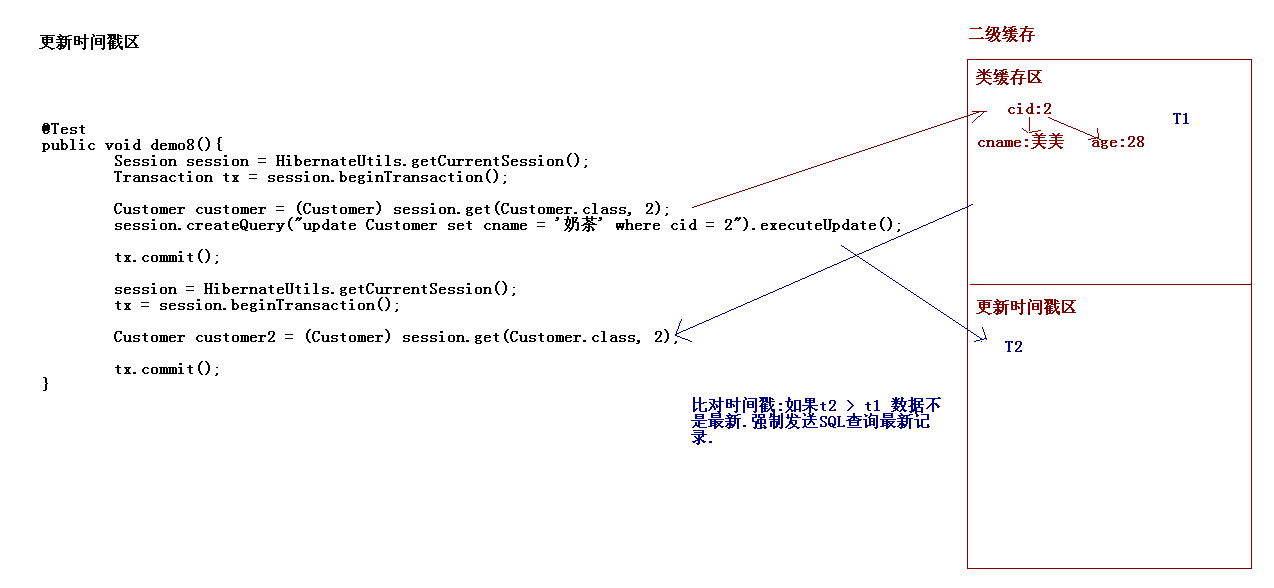 更新时间戳区
@Test
public void demo8(){
Session session = HibernateUtils.getCurrentSession();
Transaction tx = session.beginTransaction();
Customer customer = (Customer) session.get(Customer.class, 2);
session.createQuery("update Customer set cname = '奶茶' where cid = 2").executeUpdate();
tx.commit();
session = HibernateUtils.getCurrentSession();
tx = session.beginTransaction();
Customer customer2 = (Customer) session.get(Customer.class, 2);
tx.commit();
}
比对时间戳:如果t2 > t1 数据不
是最新.强制发送SQL查询最新记
录.
二级缓存
类缓存区
cid:2
T1
cname:美美 age:28
更新时间戳区
T2